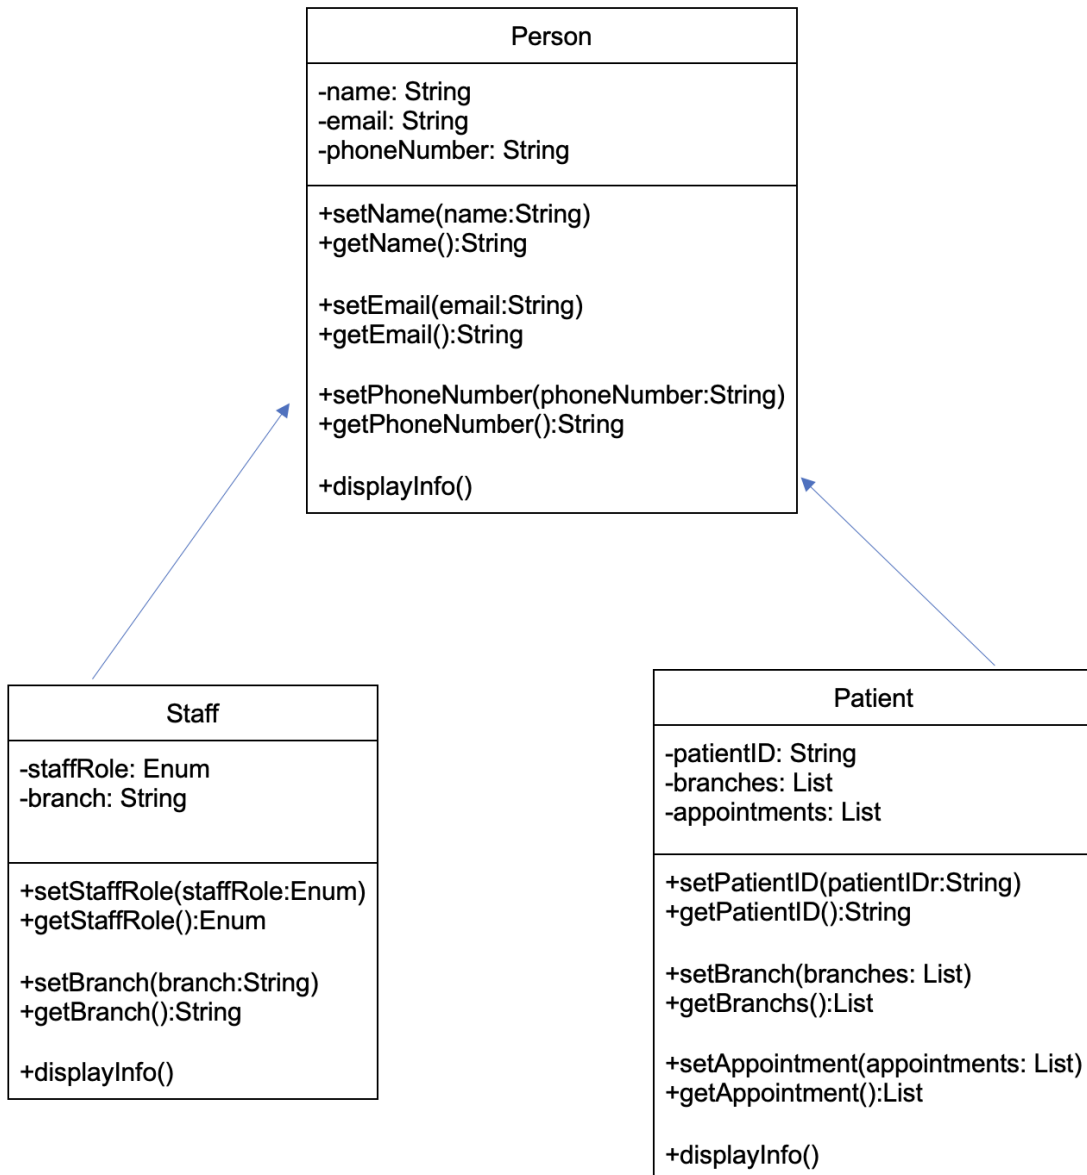 Person
-name: String
-email: String
-phoneNumber: String
+setName(name:String)
+getName():String
+setEmail(email:String)
+getEmail():String
+setPhoneNumber(phoneNumber:String)
+getPhoneNumber():String
+displayInfo()
Staff
-staffRole: Enum
-branch: String
+setStaffRole(staffRole:Enum)
+getStaffRole():Enum
+setBranch(branch:String)
+getBranch():String
+displayInfo()
Patient
-patientID: String
-branches: List
-appointments: List
+setPatientID(patientIDr:String)
+getPatientID():String
+setBranch(branches: List)
+getBranchs():List
+setAppointment(appointments: List)
+getAppointment():List
+displayInfo()